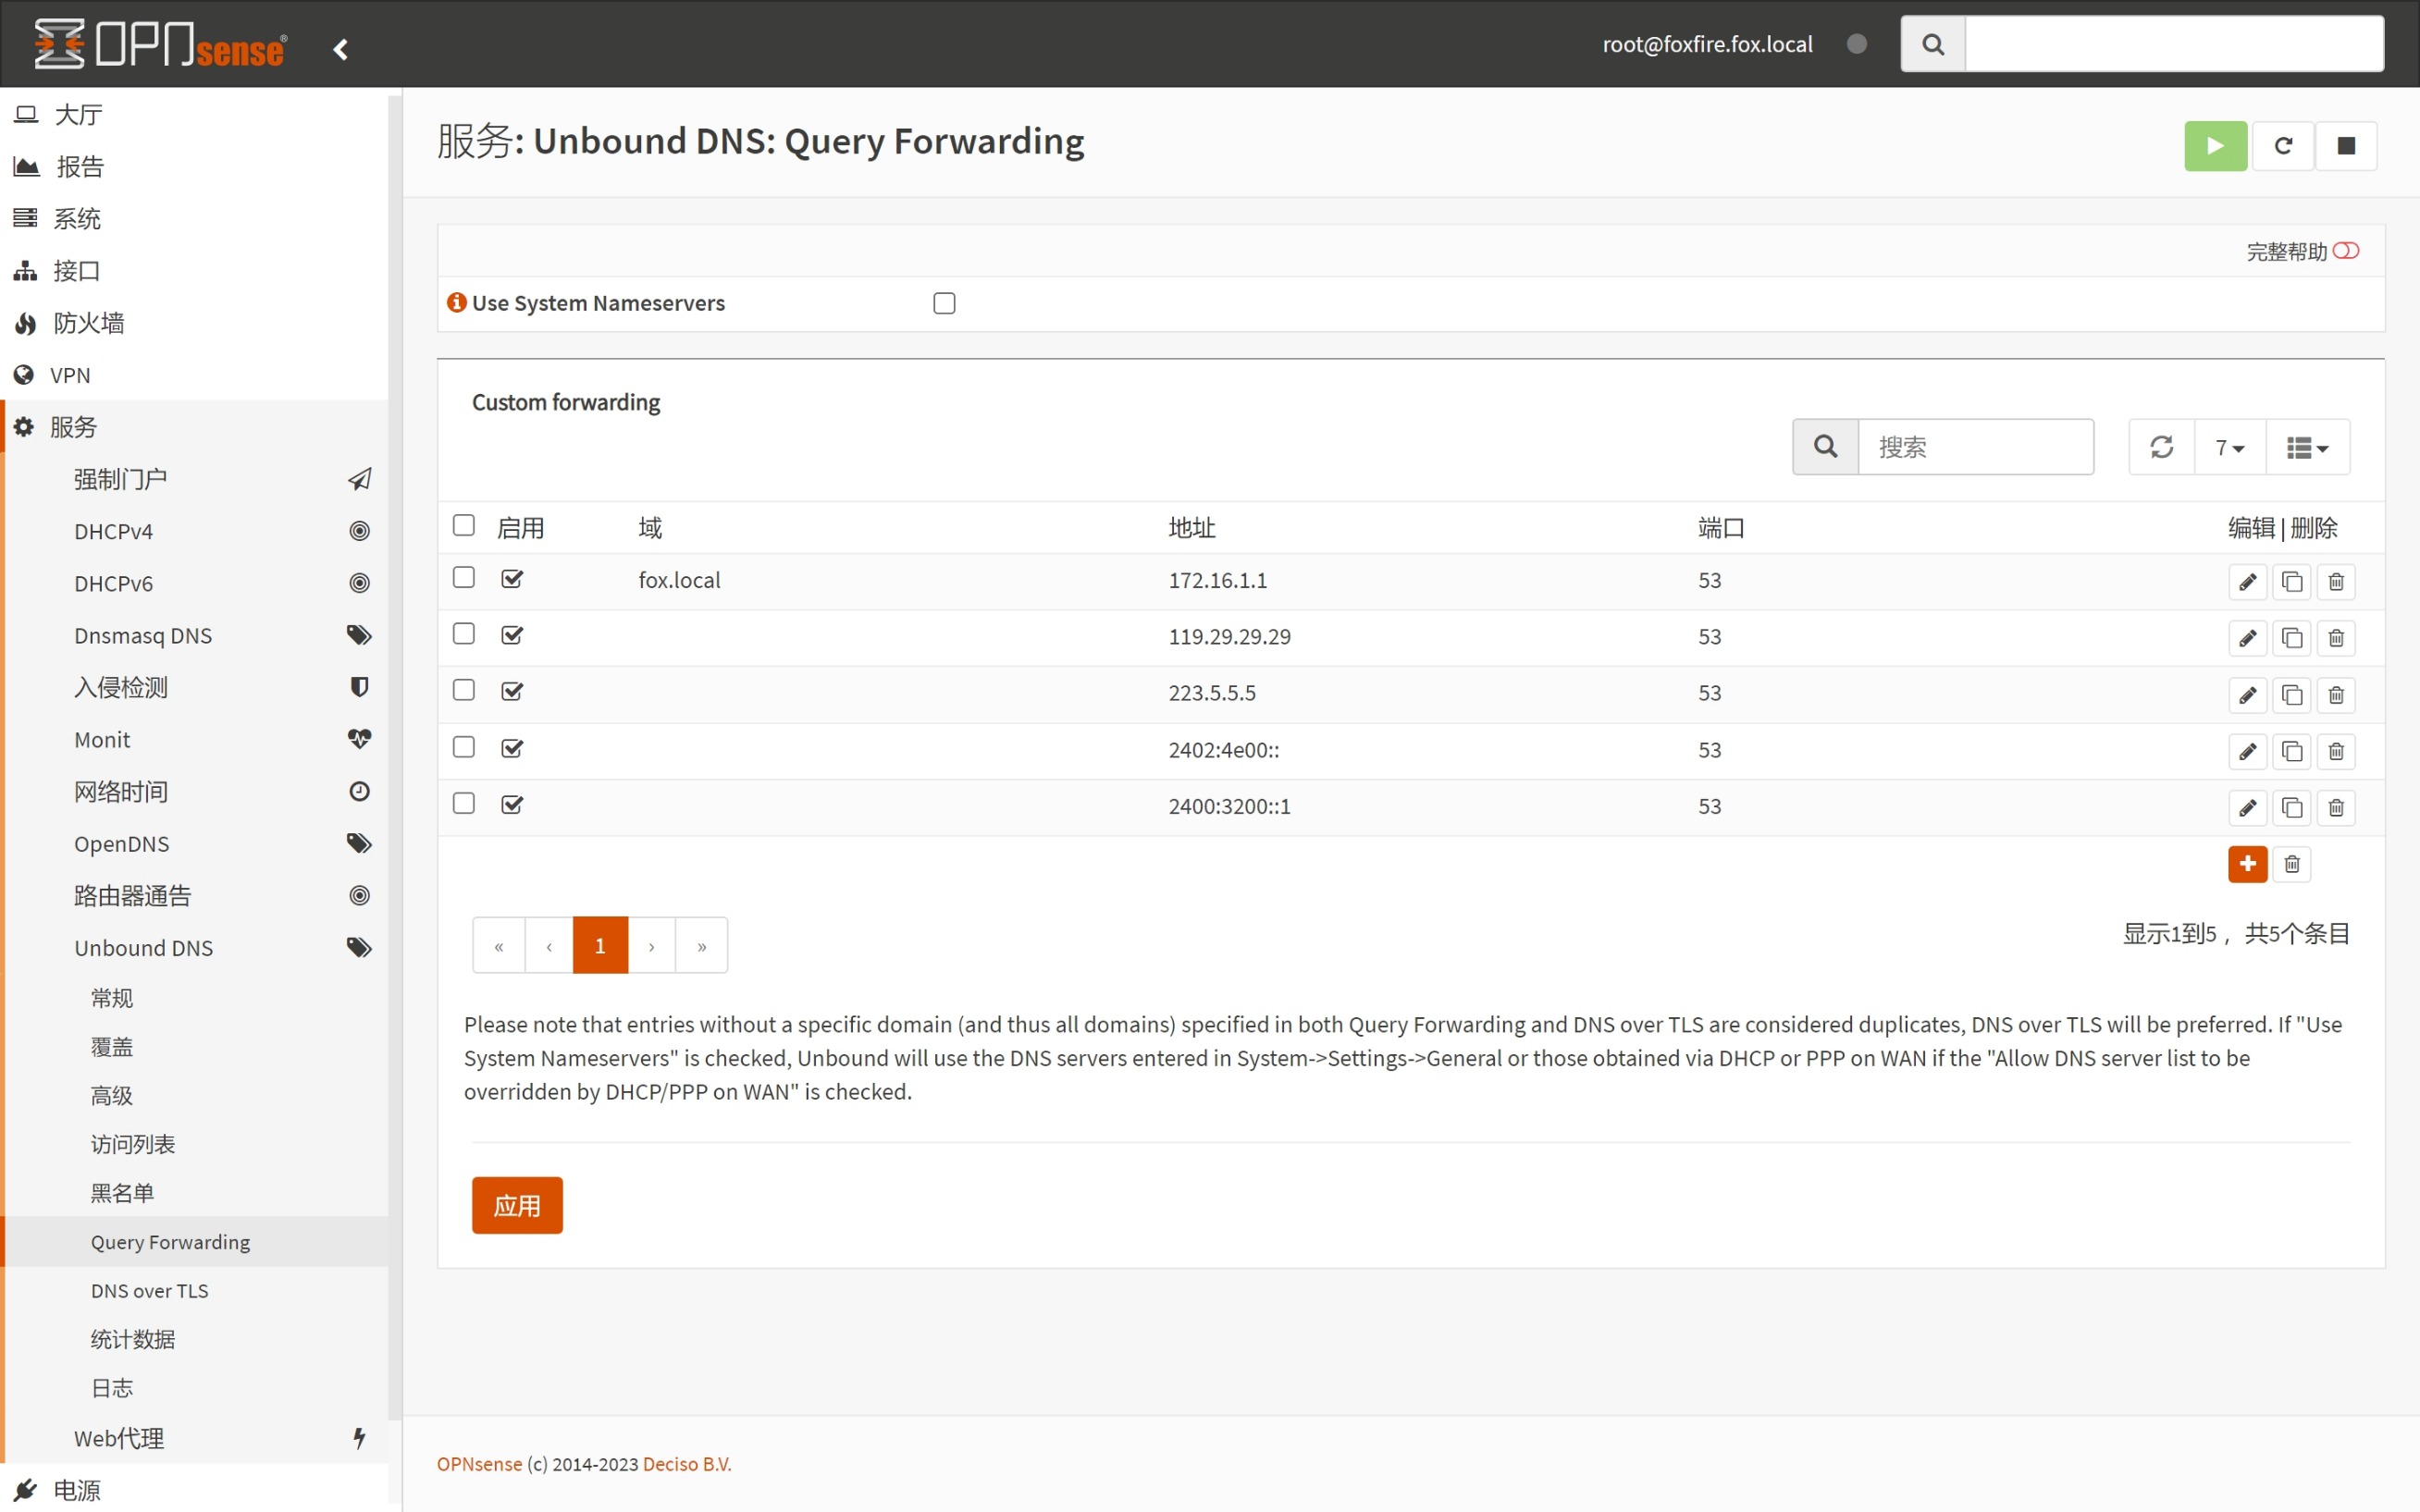 OPNsense®
root@foxfire.fox.local
大厅
报告
系统
接口
防火墙
VPN
服务
强制门户
DHCPv4
DHCPv6
Dnsmasq DNS
入侵检测
Monit
网络时间
OpenDNS
路由器通告
Unbound DNS
常规
覆盖
高级
访问列表
黑名单
Query Forwarding
DNS over TLS
统计数据
日志
Web代理
电源
服务: Unbound DNS: Query Forwarding
完整帮助
Use System Nameservers
Custom forwarding
搜索
7
启用 域 地址 端口 编辑 | 删除
fox.local 172.16.1.1 53
119.29.29.29 53
223.5.5.5 53
2402:4e00:: 53
2400:3200::1 53
« ‹ 1 › »
显示1到5，共5个条目
Please note that entries without a specific domain (and thus all domains) specified in both Query Forwarding and DNS over TLS are considered duplicates, DNS over TLS will be preferred. If "Use
System Nameservers" is checked, Unbound will use the DNS servers entered in System->Settings->General or those obtained via DHCP or PPP on WAN if the "Allow DNS server list to be
overridden by DHCP/PPP on WAN" is checked.
应用
OPNsense (c) 2014-2023 Deciso B.V.